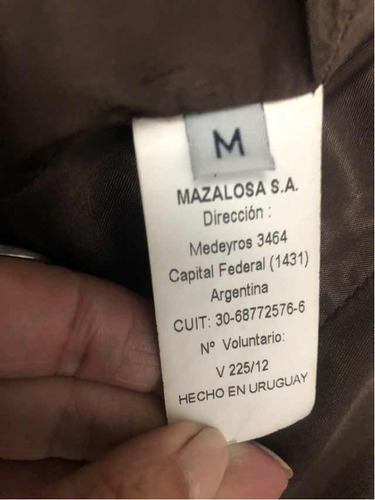 M
MAZALOSA S.A.
Dirección :
Medeyros 3464
Capital Federal (1431)
Argentina
CUIT: 30-68772576-6
Nº Voluntario:
V 225/12
HECHO EN URUGUAY